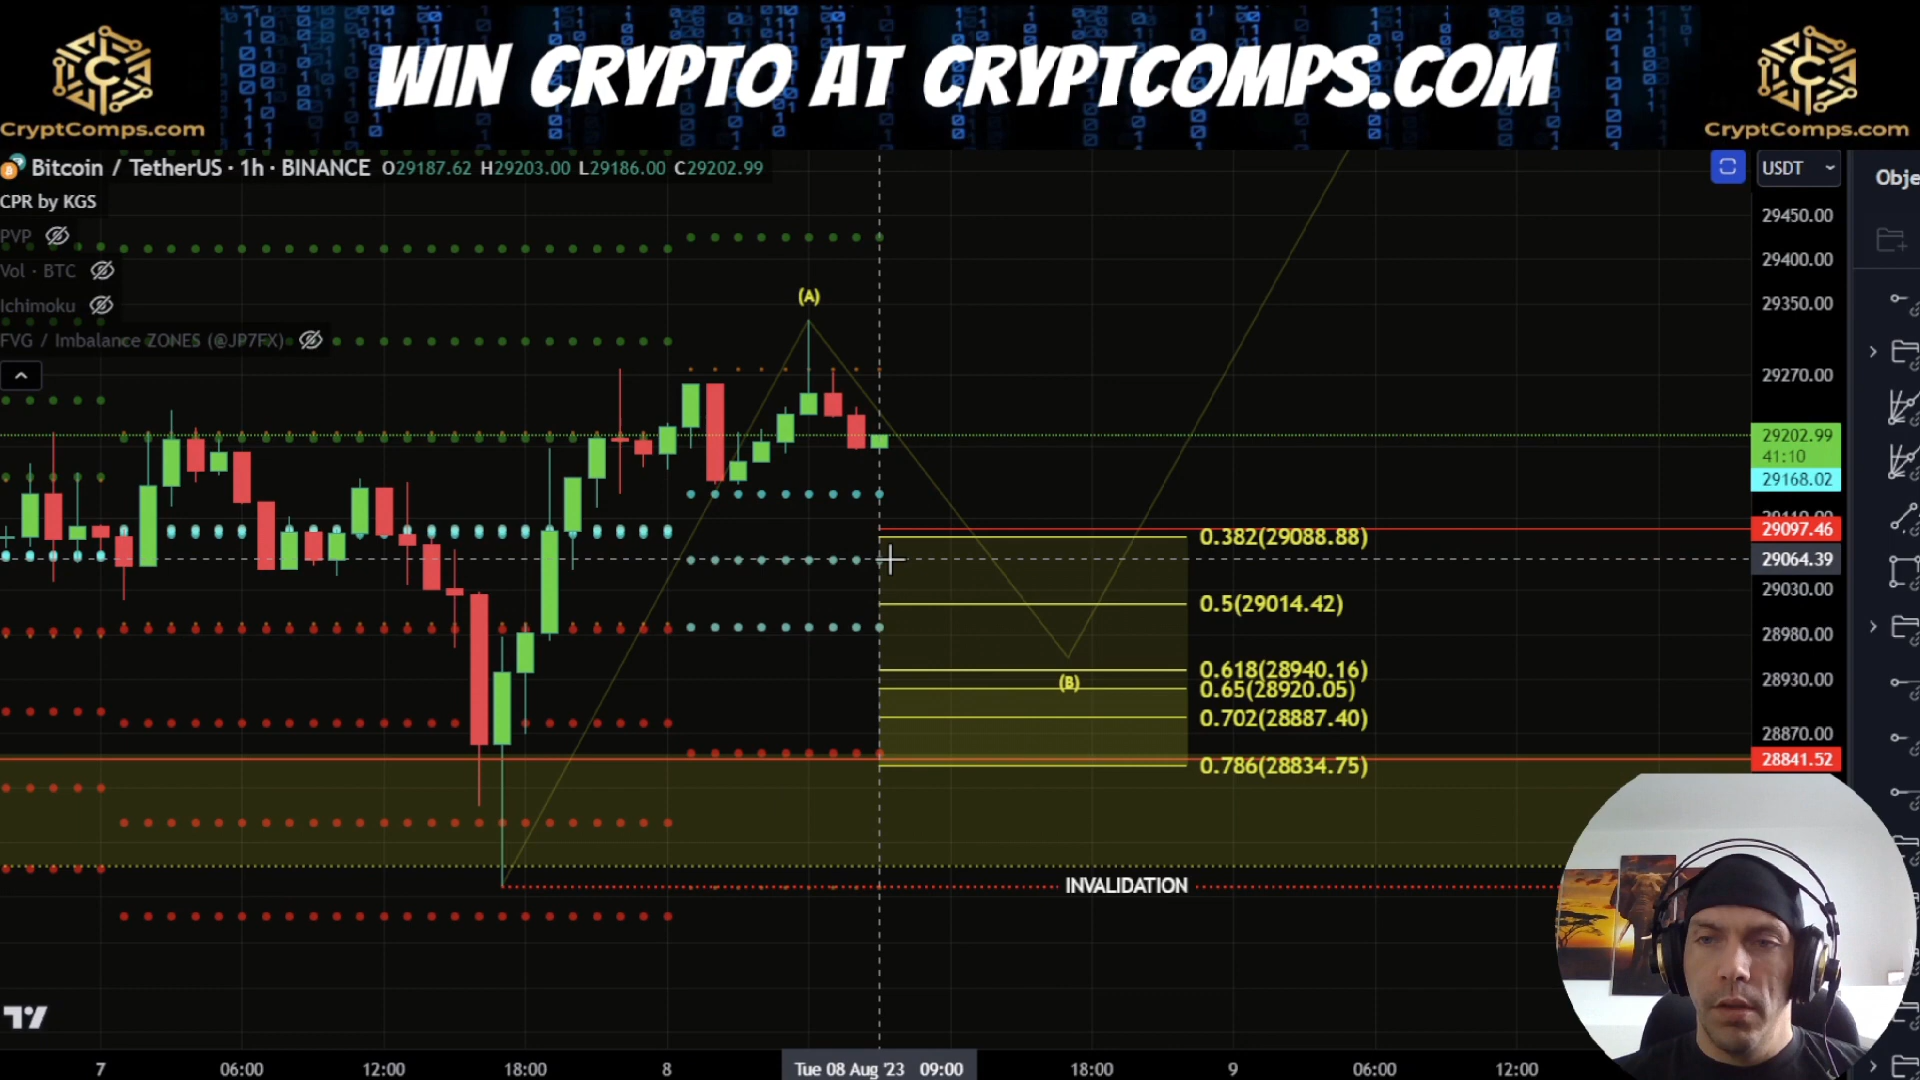 WIN CRYPTO AT CRYPTCOMPS.COM
CryptComps.com
CryptComps.com
Bitcoin / TetherUS · 1h · BINANCE O29187.62 H29203.00 L29186.00 C29202.99
USDT
Obje
CPR by KGS
PVP
Vol · BTC
Ichimoku
FVG / Imbalance ZONES (@JP7FX)
29450.00
29400.00
29350.00
29270.00
29202.99
41:10
29168.02
29110.00
29097.46
29064.39
29030.00
28980.00
28930.00
28870.00
28841.52
(A)
0.382(29088.88)
0.5(29014.42)
0.618(28940.16)
(B)
0.65(28920.05)
0.702(28887.40)
0.786(28834.75)
INVALIDATION
7
06:00
12:00
18:00
8
Tue 08 Aug '23 09:00
18:00
9
06:00
12:00